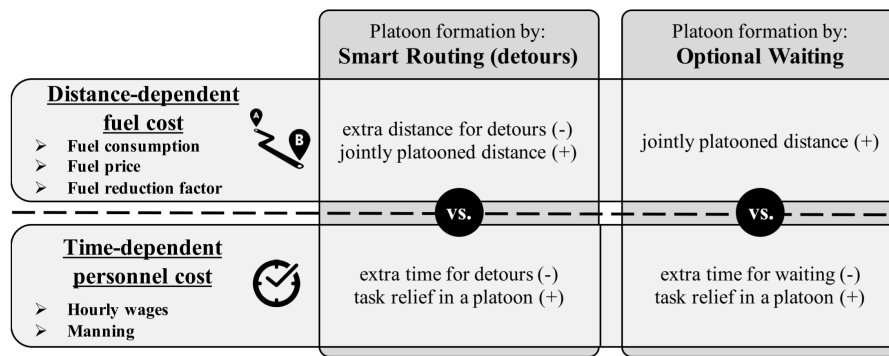 Platoon formation by:
Smart Routing (detours)
Platoon formation by:
Optional Waiting
Distance-dependent
fuel cost
➢ Fuel consumption
➢ Fuel price
➢ Fuel reduction factor
A
B
extra distance for detours (-)
jointly platooned distance (+)
jointly platooned distance (+)
vs.
vs.
Time-dependent
personnel cost
➢ Hourly wages
➢ Manning
extra time for detours (-)
task relief in a platoon (+)
extra time for waiting (-)
task relief in a platoon (+)